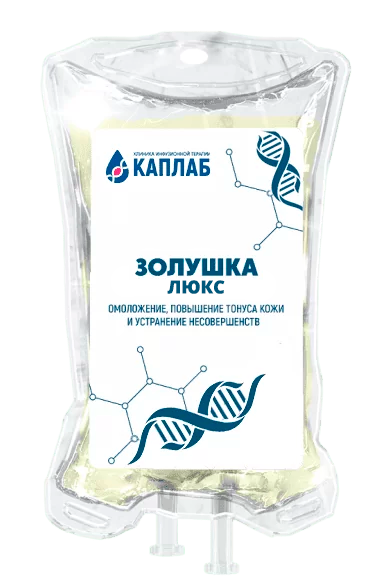 КЛИНИКА ИНФУЗИОННОЙ ТЕРАПИИ
КАПЛАБ
ЗОЛУШКА
ЛЮКС
ОМОЛОЖЕНИЕ, ПОВЫШЕНИЕ ТОНУСА КОЖИ
И УСТРАНЕНИЕ НЕСОВЕРШЕНСТВ